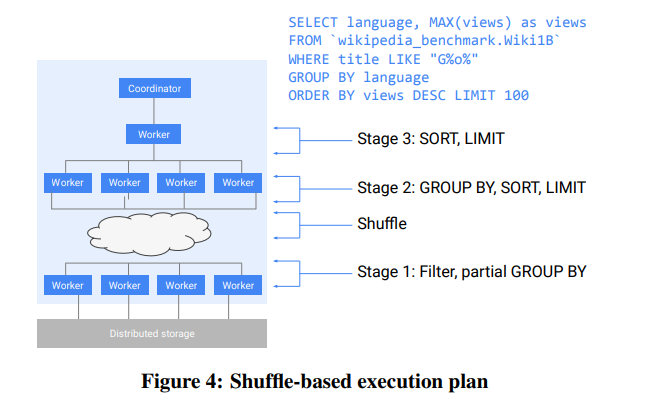 SELECT language, MAX(views) as views
FROM `wikipedia_benchmark.Wiki1B`
WHERE title LIKE "G%o%"
GROUP BY language
ORDER BY views DESC LIMIT 100
Coordinator
Worker
Stage 3: SORT, LIMIT
Worker Worker Worker Worker
Stage 2: GROUP BY, SORT, LIMIT
Shuffle
Stage 1: Filter, partial GROUP BY
Worker Worker Worker Worker
Distributed storage
Figure 4: Shuffle-based execution plan